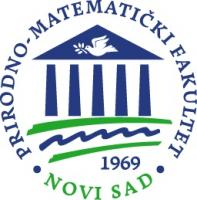 PRIRODNO-MATEMATIČKI FAKULTET
1969
NOVI SAD